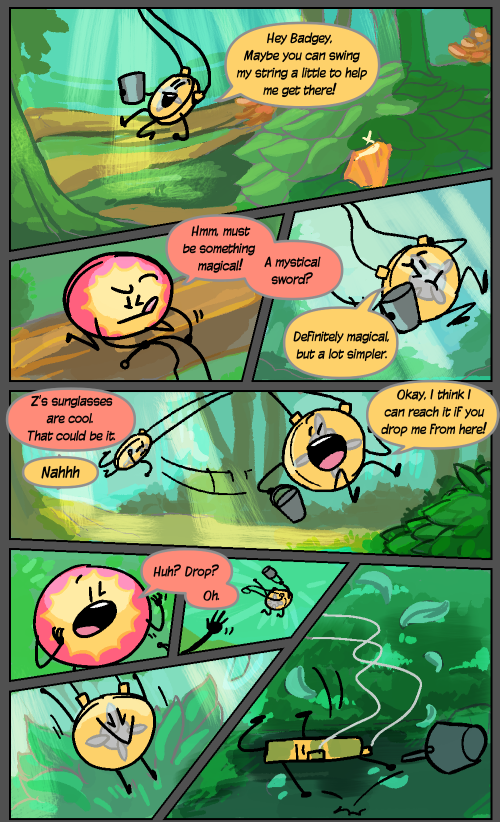 Hey Badgey,
Maybe you can swing
my string a little to help
me get there!
Hmm, must
be something
magical!
A mystical
sword?
Definitely magical,
but a lot simpler.
Z's sunglasses
are cool.
That could be it.
Nahhh
Okay, I think I
can reach it if you
drop me from here!
Huh? Drop?
Oh.